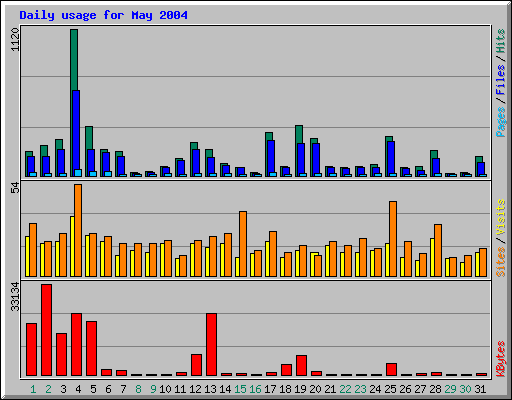 Daily usage for May 2004
1120
Pages / Files / Hits
54
Sites / Visits
33134
KBytes
1 2 3 4 5 6 7 8 9 10 11 12 13 14 15 16 17 18 19 20 21 22 23 24 25 26 27 28 29 30 31